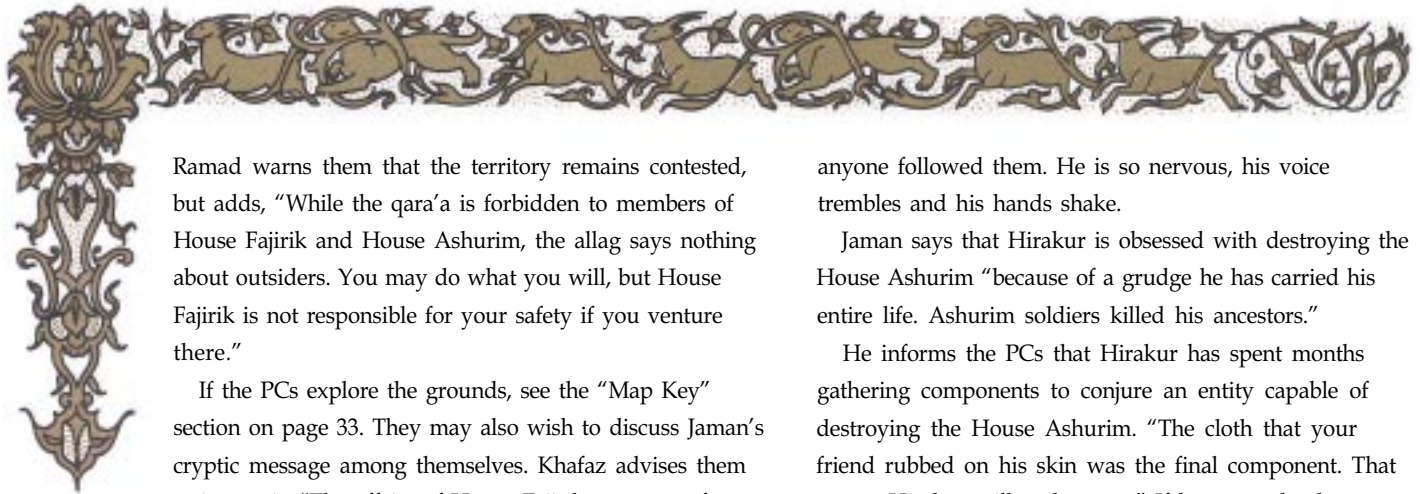 Ramad warns them that the territory remains contested,
but adds, “While the qara’a is forbidden to members of
House Fajirik and House Ashurim, the allag says nothing
about outsiders. You may do what you will, but House
Fajirik is not responsible for your safety if you venture
there.”
If the PCs explore the grounds, see the “Map Key”
section on page 33. They may also wish to discuss Jaman’s
cryptic message among themselves. Khafaz advises them
anyone followed them. He is so nervous, his voice
trembles and his hands shake.
Jaman says that Hirakur is obsessed with destroying the
House Ashurim “because of a grudge he has carried his
entire life. Ashurim soldiers killed his ancestors.”
He informs the PCs that Hirakur has spent months
gathering components to conjure an entity capable of
destroying the House Ashurim. “The cloth that your
friend rubbed on his skin was the final component. That